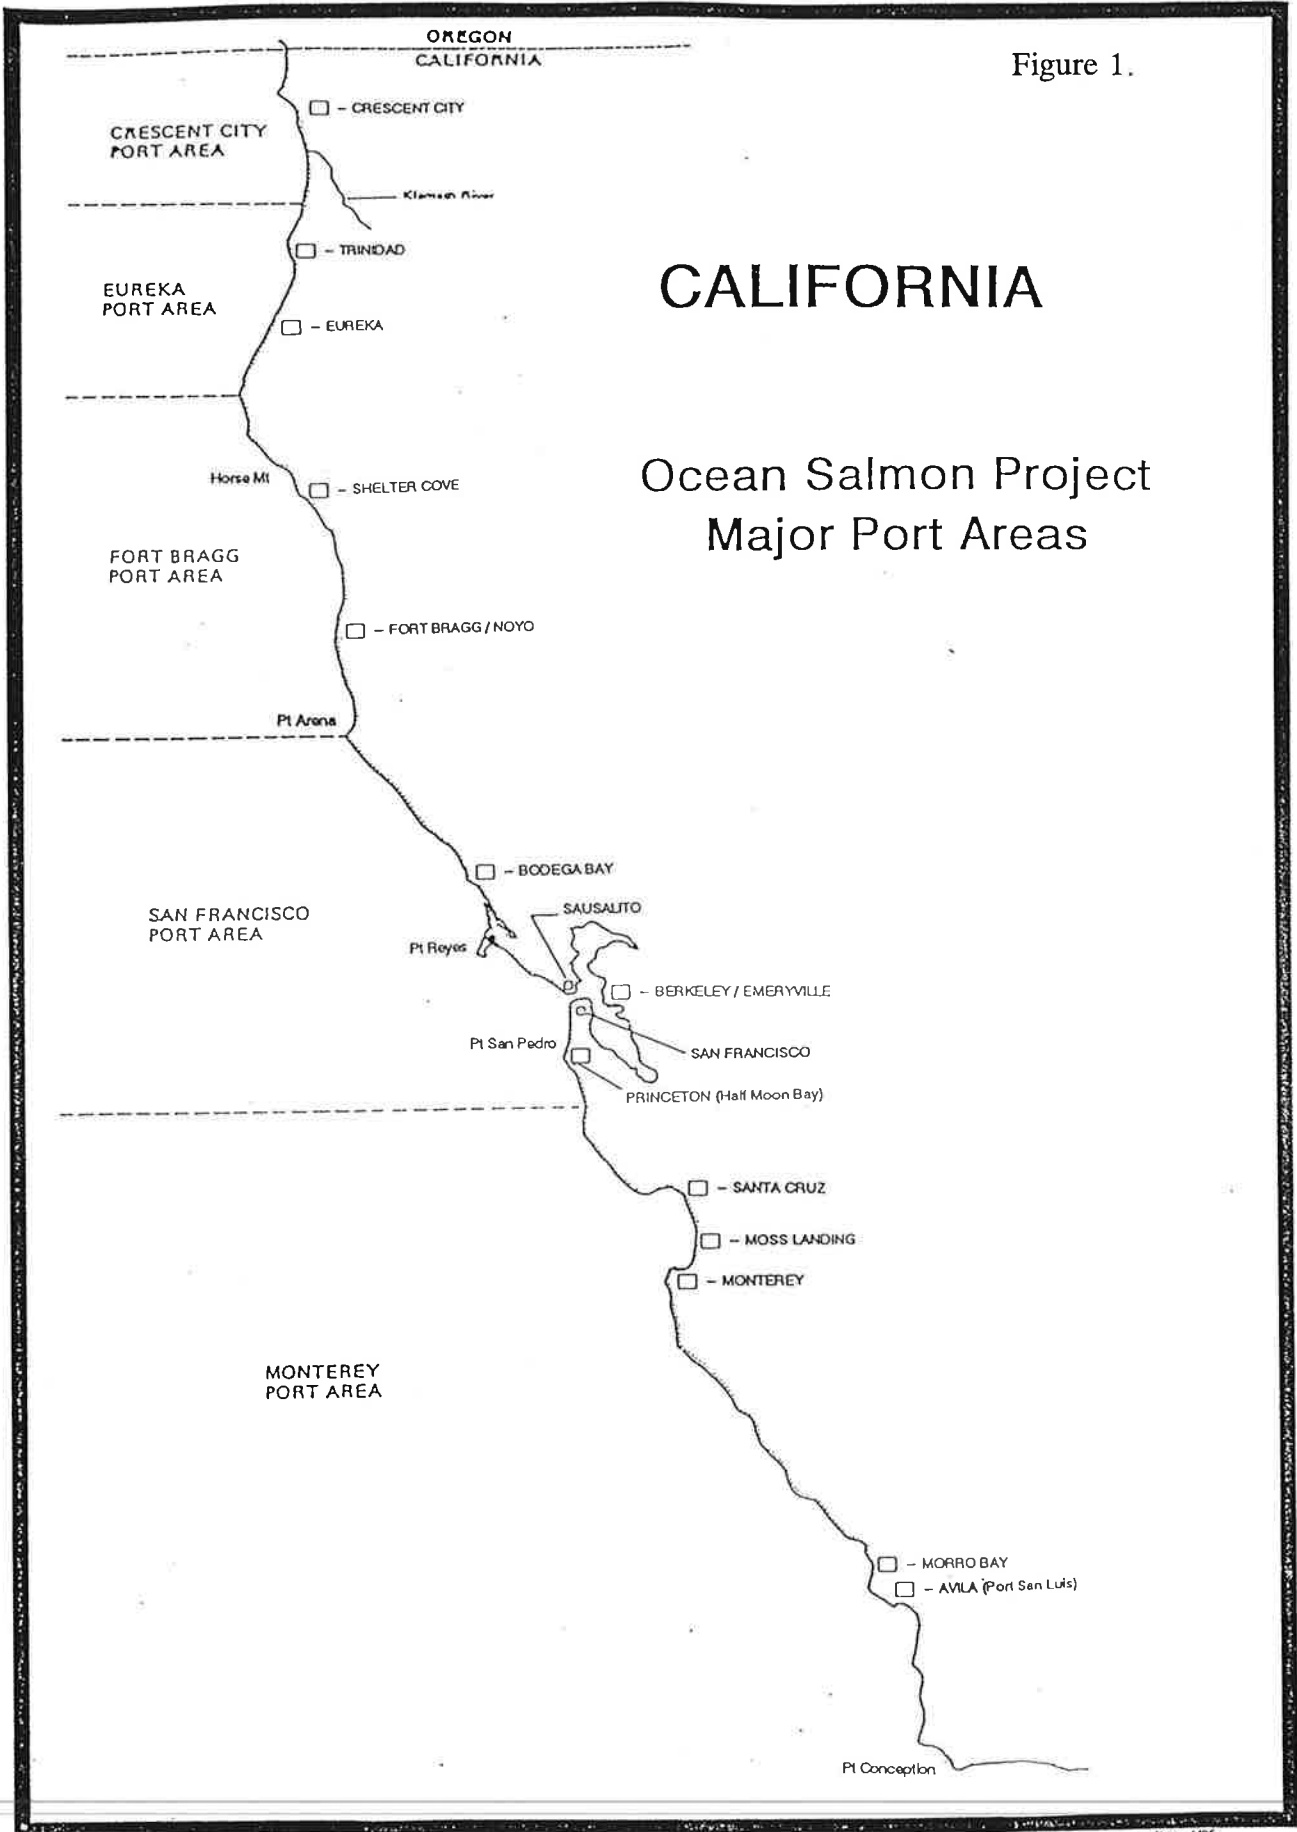 OREGON
CALIFORNIA
Figure 1.
– CRESCENT CITY
CRESCENT CITY
PORT AREA
Klamath River
– TRINIDAD
CALIFORNIA
EUREKA
PORT AREA
– EUREKA
Ocean Salmon Project
Major Port Areas
Horse Mt
– SHELTER COVE
FORT BRAGG
PORT AREA
– FORT BRAGG / NOYO
Pt Arena
– BODEGA BAY
SAUSALITO
SAN FRANCISCO
PORT AREA
Pt Reyes
– BERKELEY / EMERYVILLE
Pt San Pedro
SAN FRANCISCO
PRINCETON (Half Moon Bay)
– SANTA CRUZ
– MOSS LANDING
– MONTEREY
MONTEREY
PORT AREA
– MORRO BAY
– AVILA (Port San Luis)
Pt Conception